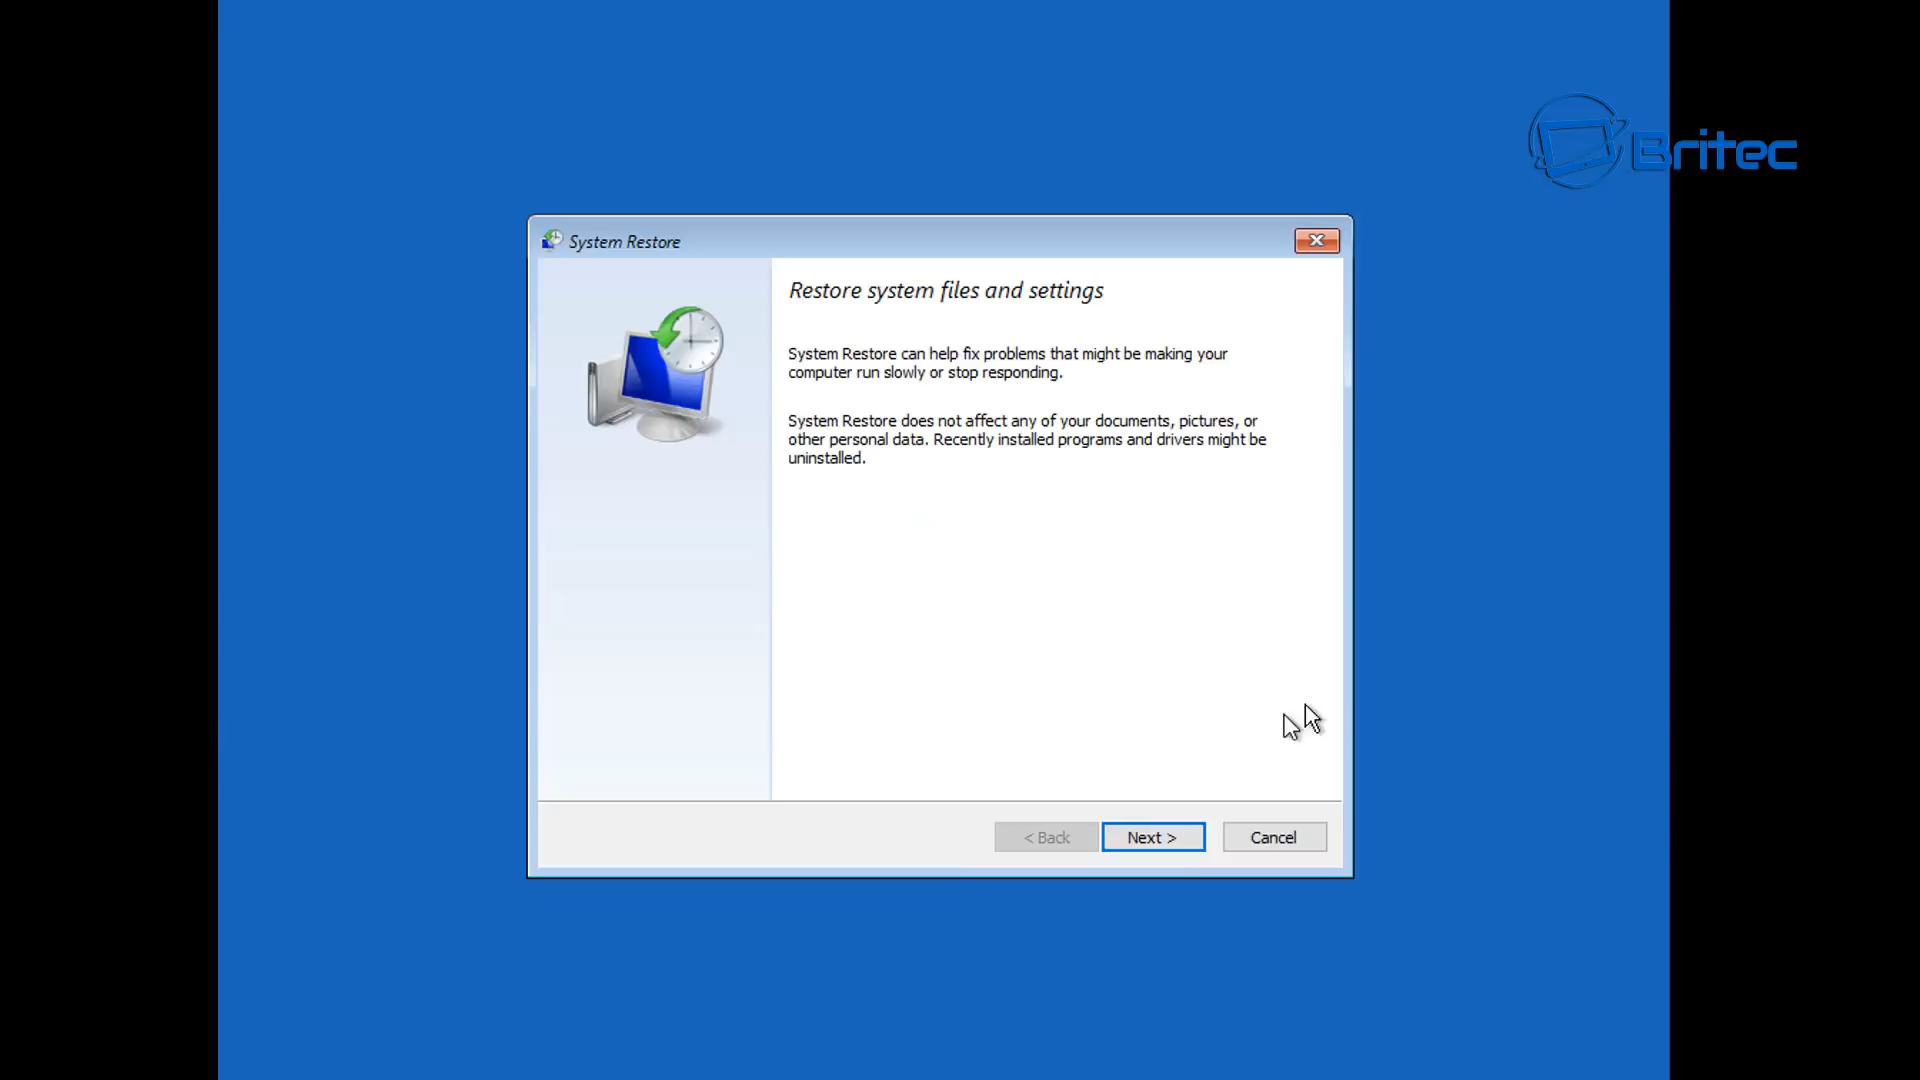 Britec
System Restore
Restore system files and settings
System Restore can help fix problems that might be making your
computer run slowly or stop responding.
System Restore does not affect any of your documents, pictures, or
other personal data. Recently installed programs and drivers might be
uninstalled.
< Back
Next >
Cancel